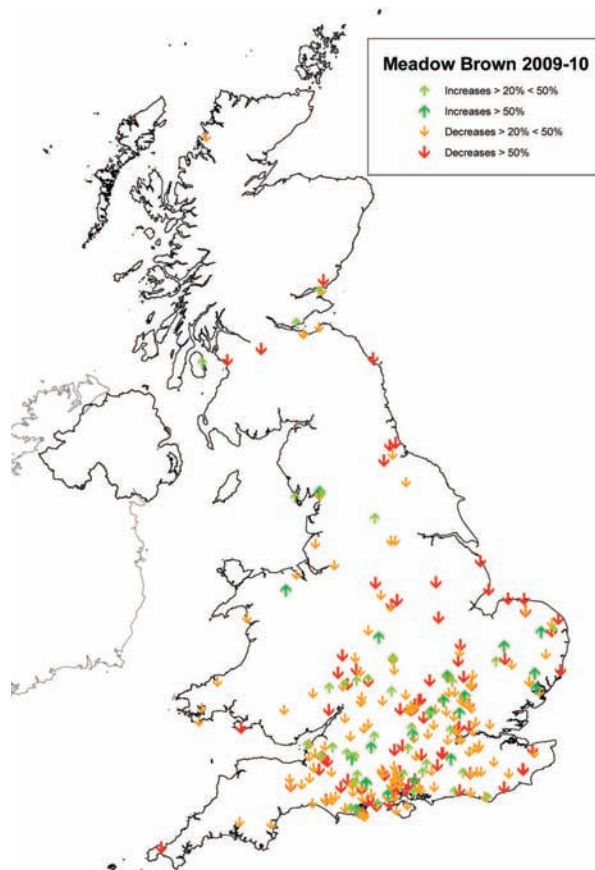 Meadow Brown 2009-10
Increases > 20% < 50%
Increases > 50%
Decreases > 20% < 50%
Decreases > 50%